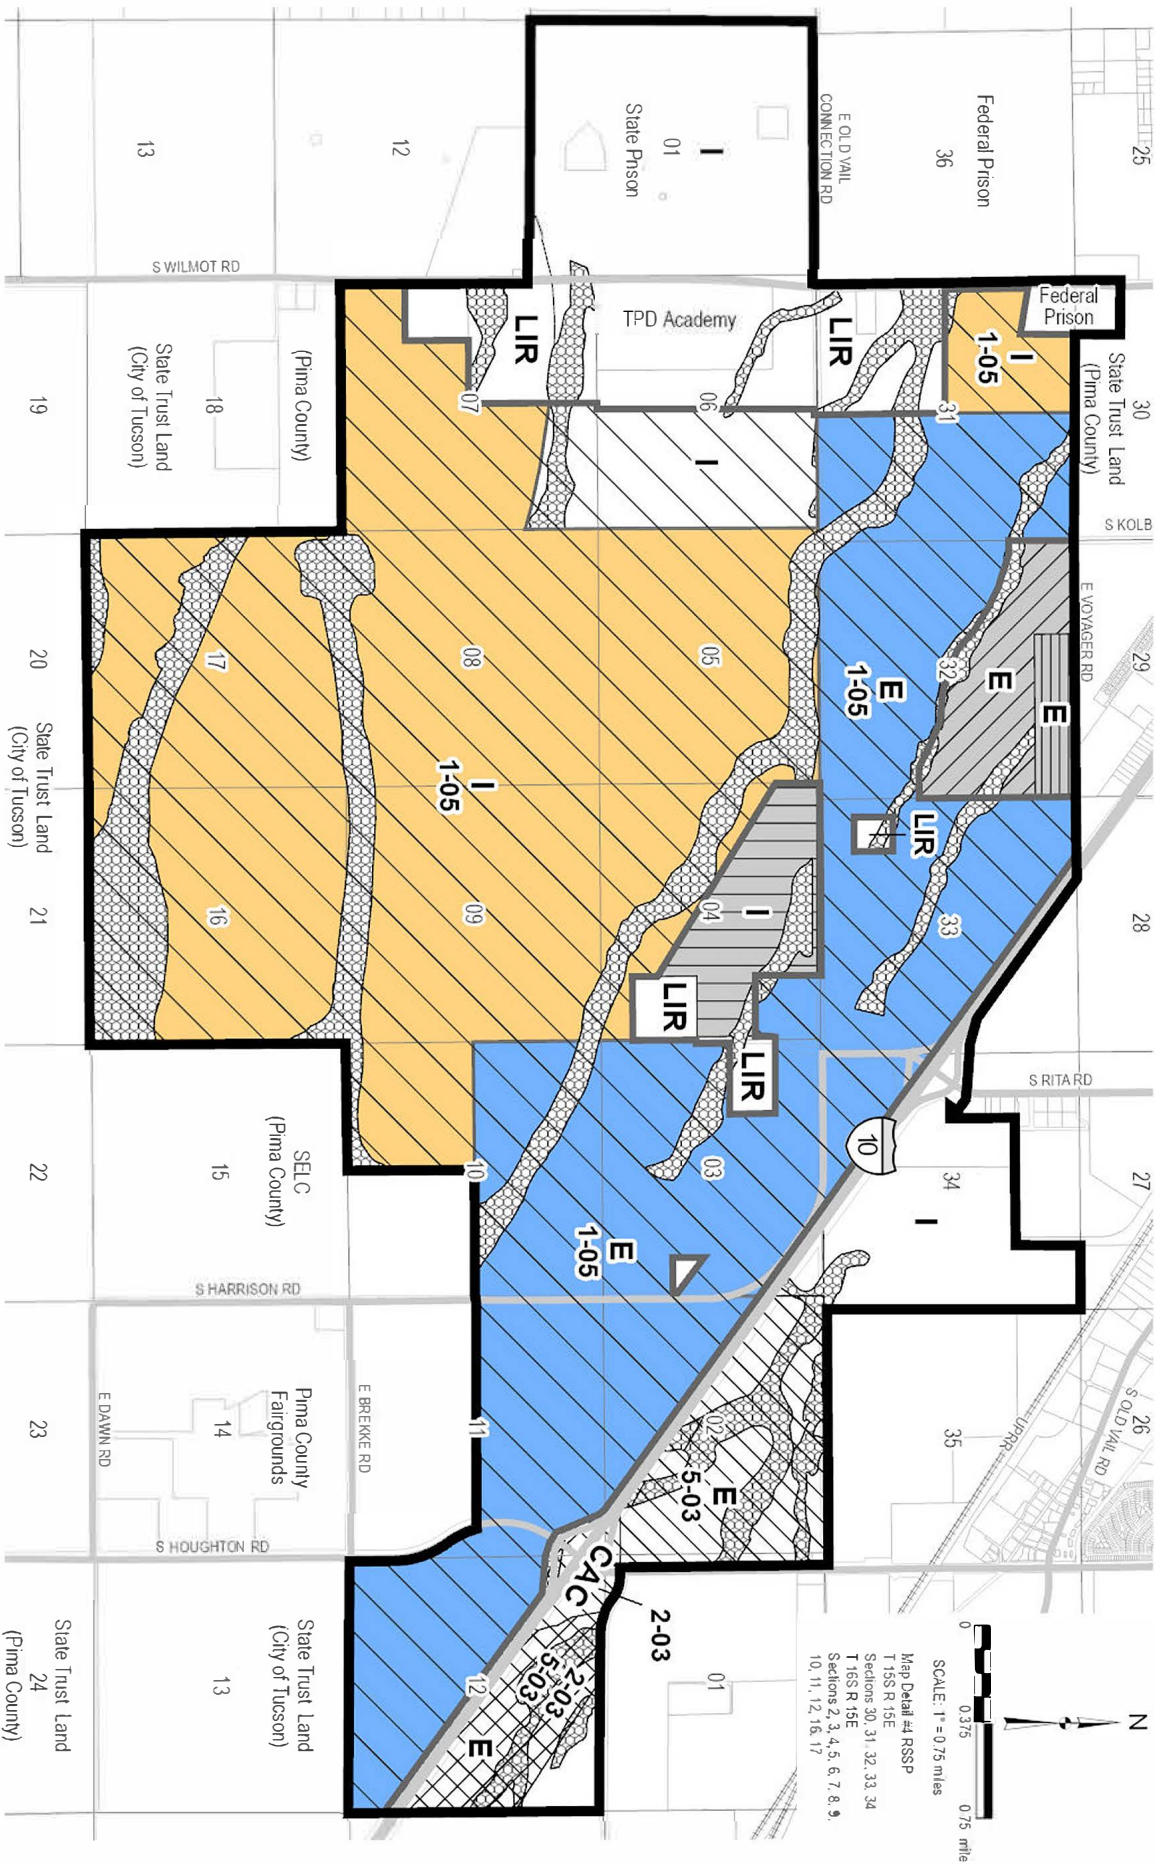 25
Federal Prison
36
E OLD VAIL
CONNECTION RD
I
01
State Prison
12
13
S WILMOT RD
Federal
Prison
30
State Trust Land
(Pima County)
I
1-05
31
LIR
TPD Academy
06
I
LIR
07
(Pima County)
18
State Trust Land
(City of Tucson)
19
S KOLB
E VOYAGER RD
29
E
E
32
E
1-05
05
08
17
20
I
1-05
State Trust Land
(City of Tucson)
28
33
LIR
I
04
LIR
LIR
09
16
21
S RITA RD
10
27
34
I
03
E
1-05
10
SELC
(Pima County)
15
22
S HARRISON RD
UPRR
S OLD VAIL RD
26
35
02
E
5-03
11
E BREKKE RD
Pima County
Fairgrounds
14
E DAWN RD
23
S HOUGHTON RD
CAC
2-03
2-03
5-03
E
12
01
State Trust Land
(City of Tucson)
13
State Trust Land
24
(Pima County)
N
0
0.375
0.75 mile
SCALE: 1" = 0.75 miles
Map Detail #4 RSSP
T 15S R 15E
Sections 30, 31, 32, 33, 34
T 16S R 15E
Sections 2, 3, 4, 5, 6, 7, 8, 9,
10, 11, 12, 16, 17